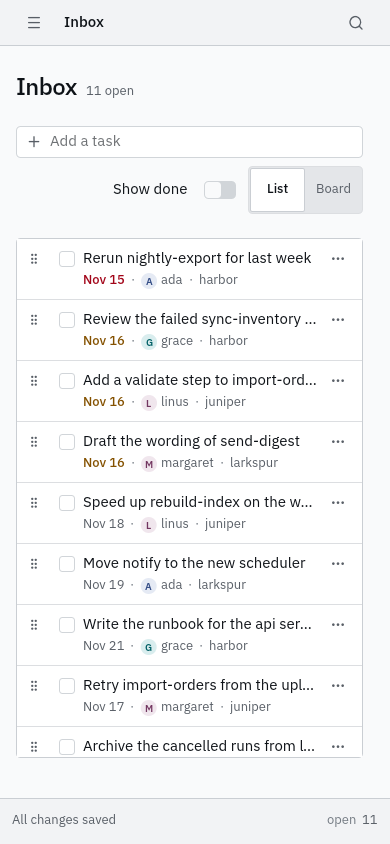 Inbox
Inbox 11 open
Add a task
Show done List Board
Rerun nightly-export for last week
Nov 15 · A ada · harbor
Review the failed sync-inventory ...
Nov 16 · G grace · harbor
Add a validate step to import-ord...
Nov 16 · L linus · juniper
Draft the wording of send-digest
Nov 16 · M margaret · larkspur
Speed up rebuild-index on the w...
Nov 18 · L linus · juniper
Move notify to the new scheduler
Nov 19 · A ada · larkspur
Write the runbook for the api ser...
Nov 21 · G grace · harbor
Retry import-orders from the upl...
Nov 17 · M margaret · juniper
Archive the cancelled runs from l...
All changes saved open 11